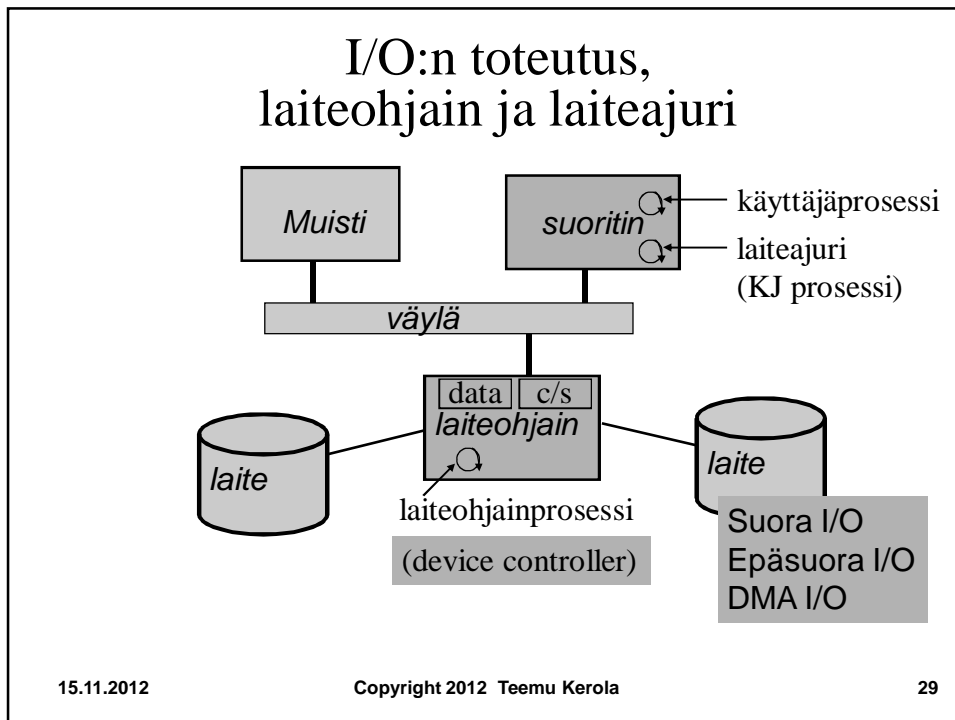 I/O:n toteutus,
laiteohjain ja laiteajuri
Muisti
suoritin
käyttäjäprosessi
laiteajuri
(KJ prosessi)
väylä
data
c/s
laiteohjain
laite
laite
laiteohjainprosessi
(device controller)
Suora I/O
Epäsuora I/O
DMA I/O
15.11.2012
Copyright 2012 Teemu Kerola
29